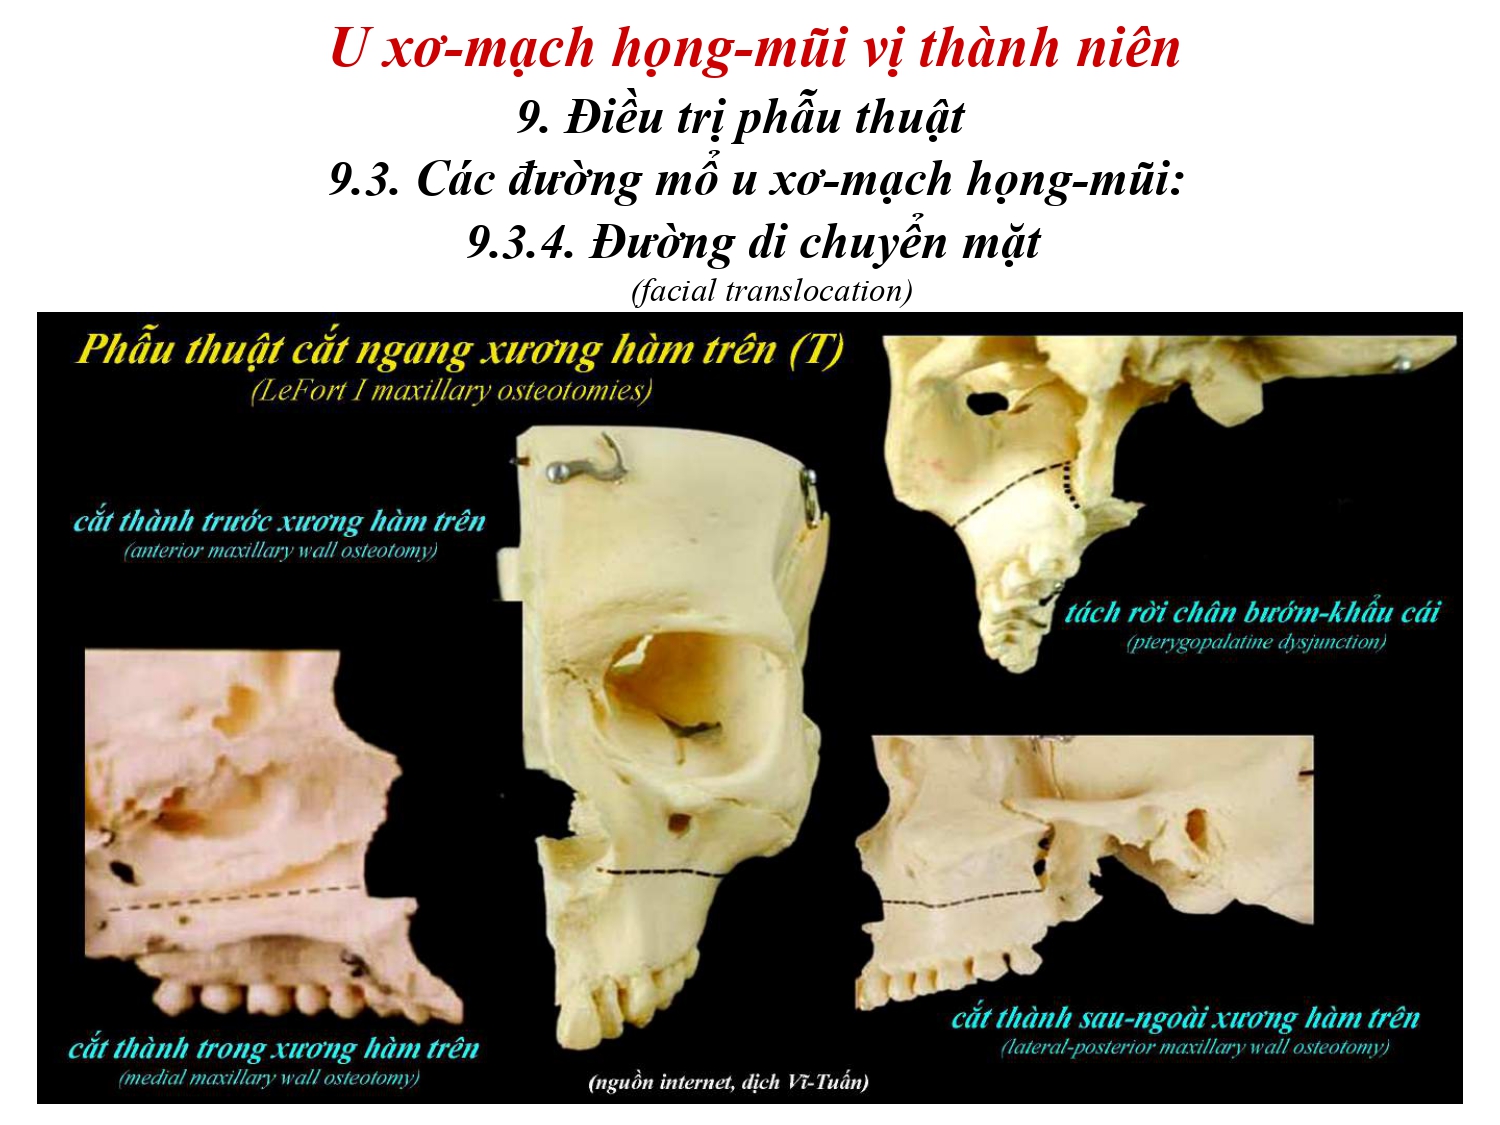 U xơ-mạch họng-mũi vị thành niên
9. Điều trị phẫu thuật
9.3. Các đường mổ u xơ-mạch họng-mũi:
9.3.4. Đường di chuyển mặt
(facial translocation)
Phẫu thuật cắt ngang xương hàm trên (T)
(LeFort I maxillary osteotomies)
cắt thành trước xương hàm trên
(anterior maxillary wall osteotomy)
tách rời chân bướm-khẩu cái
(pterygopalatine dysjunction)
cắt thành trong xương hàm trên
(medial maxillary wall osteotomy)
cắt thành sau-ngoài xương hàm trên
(lateral-posterior maxillary wall osteotomy)
(nguồn internet, dịch Vĩ-Tuấn)